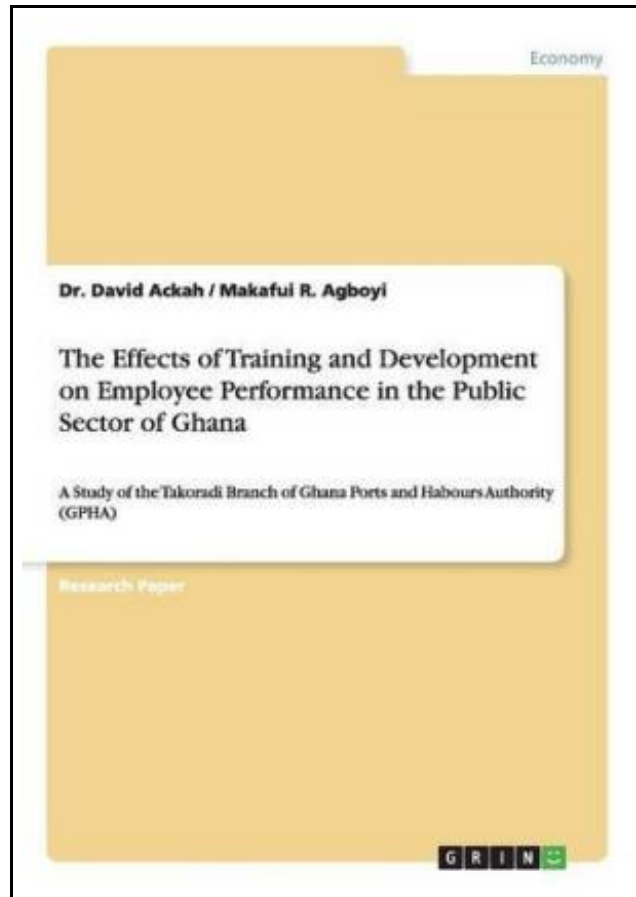 Economy
Dr. David Ackah / Makafui R. Agboyi
The Effects of Training and Development
on Employee Performance in the Public
Sector of Ghana
A Study of the Takoradi Branch of Ghana Ports and Habours Authority
(GPHA)
Research Paper
GRIN